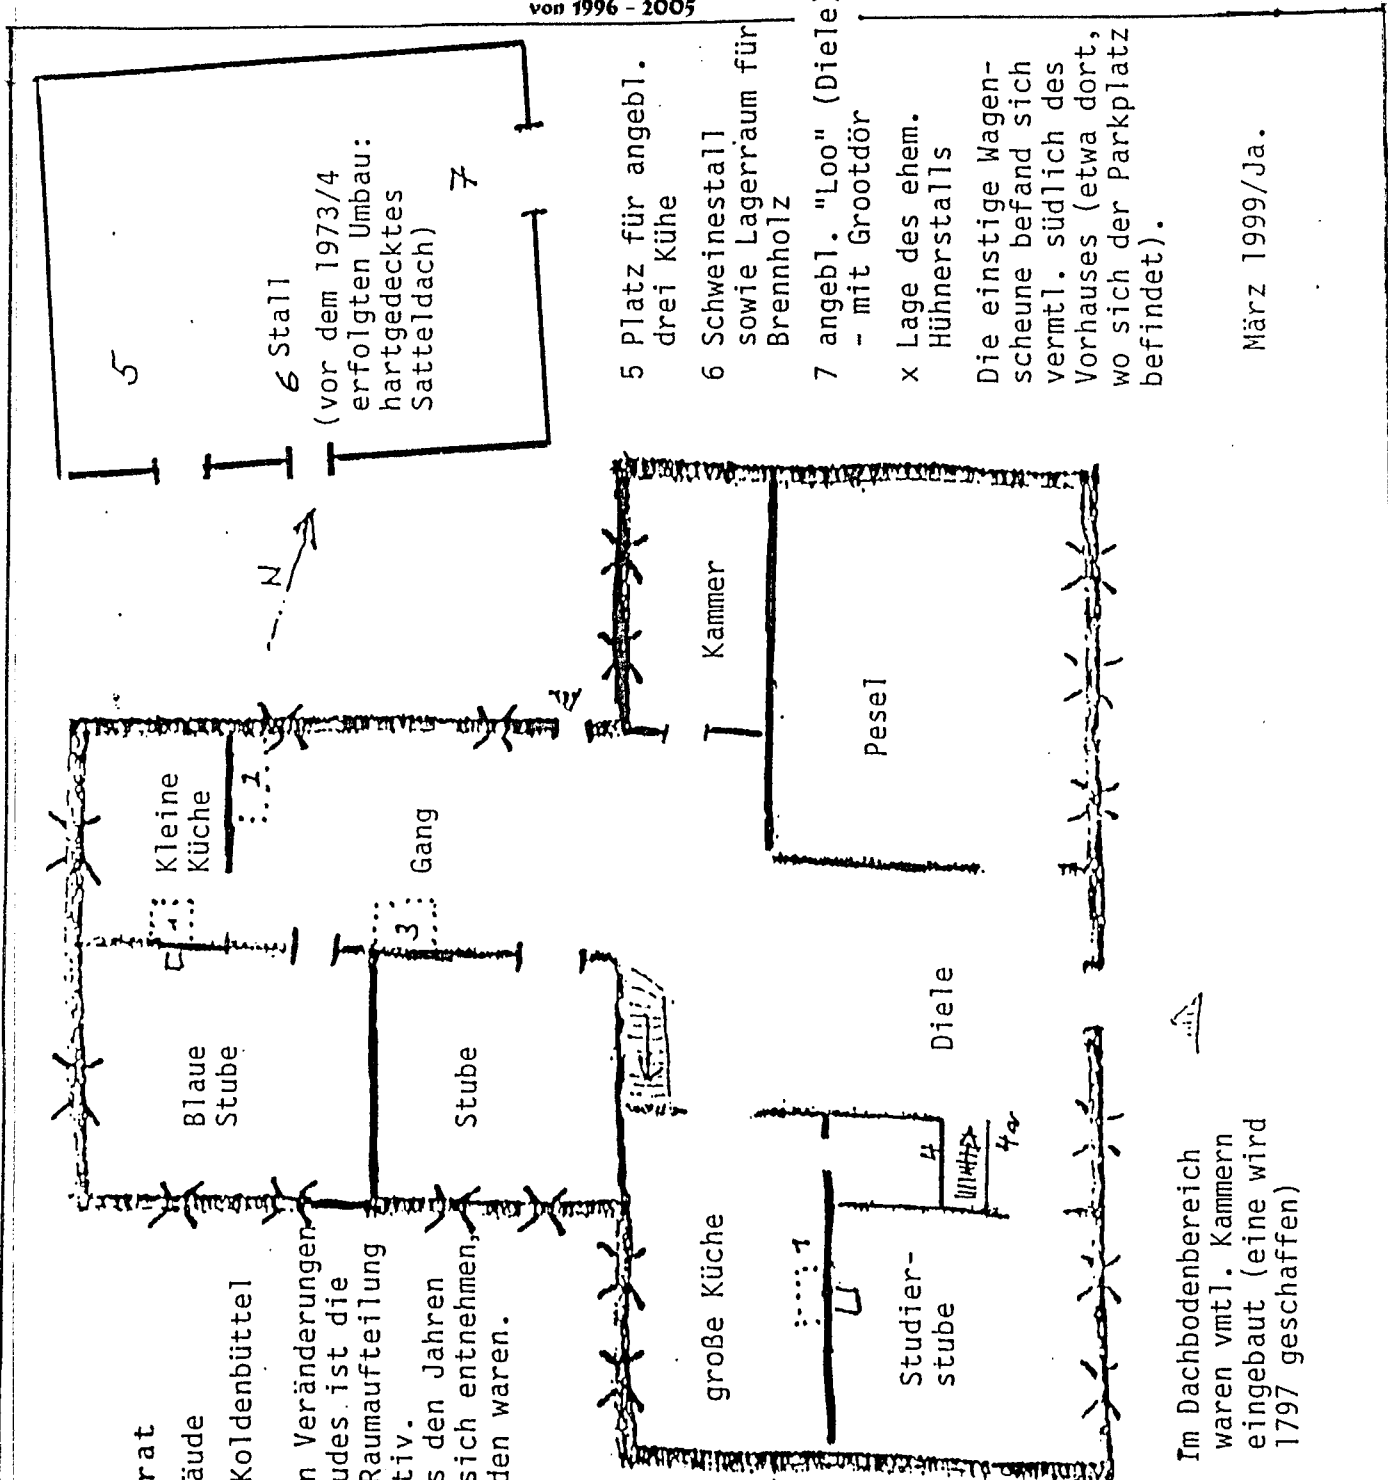 von 1996 - 2005
rat
äude
Koldenbüttel
n Veränderungen
udes ist die
Raumaufteilung
tiv.
s den Jahren
sich entnehmen,
den waren.
5
6 Stall
(vor dem 1973/4
erfolgten Umbau:
hartgedecktes
Satteldach)
7
N
Kleine
Küche
2
1
Gang
3
Blaue
Stube
Stube
Kammer
Pesel
Diele
große Küche
1
Studier-
stube
4
4a
5 Platz für angebl.
drei Kühe
6 Schweinestall
sowie Lagerraum für
Brennholz
7 angebl. "Loo" (Diele)
- mit Grootdör
x Lage des ehem.
Hühnerstalls
Die einstige Wagen-
scheune befand sich
vermtl. südlich des
Vorhauses (etwa dort,
wo sich der Parkplatz
befindet).
März 1999/Ja.
Im Dachbodenbereich
waren vmtl. Kammern
eingebaut (eine wird
1797 geschaffen)